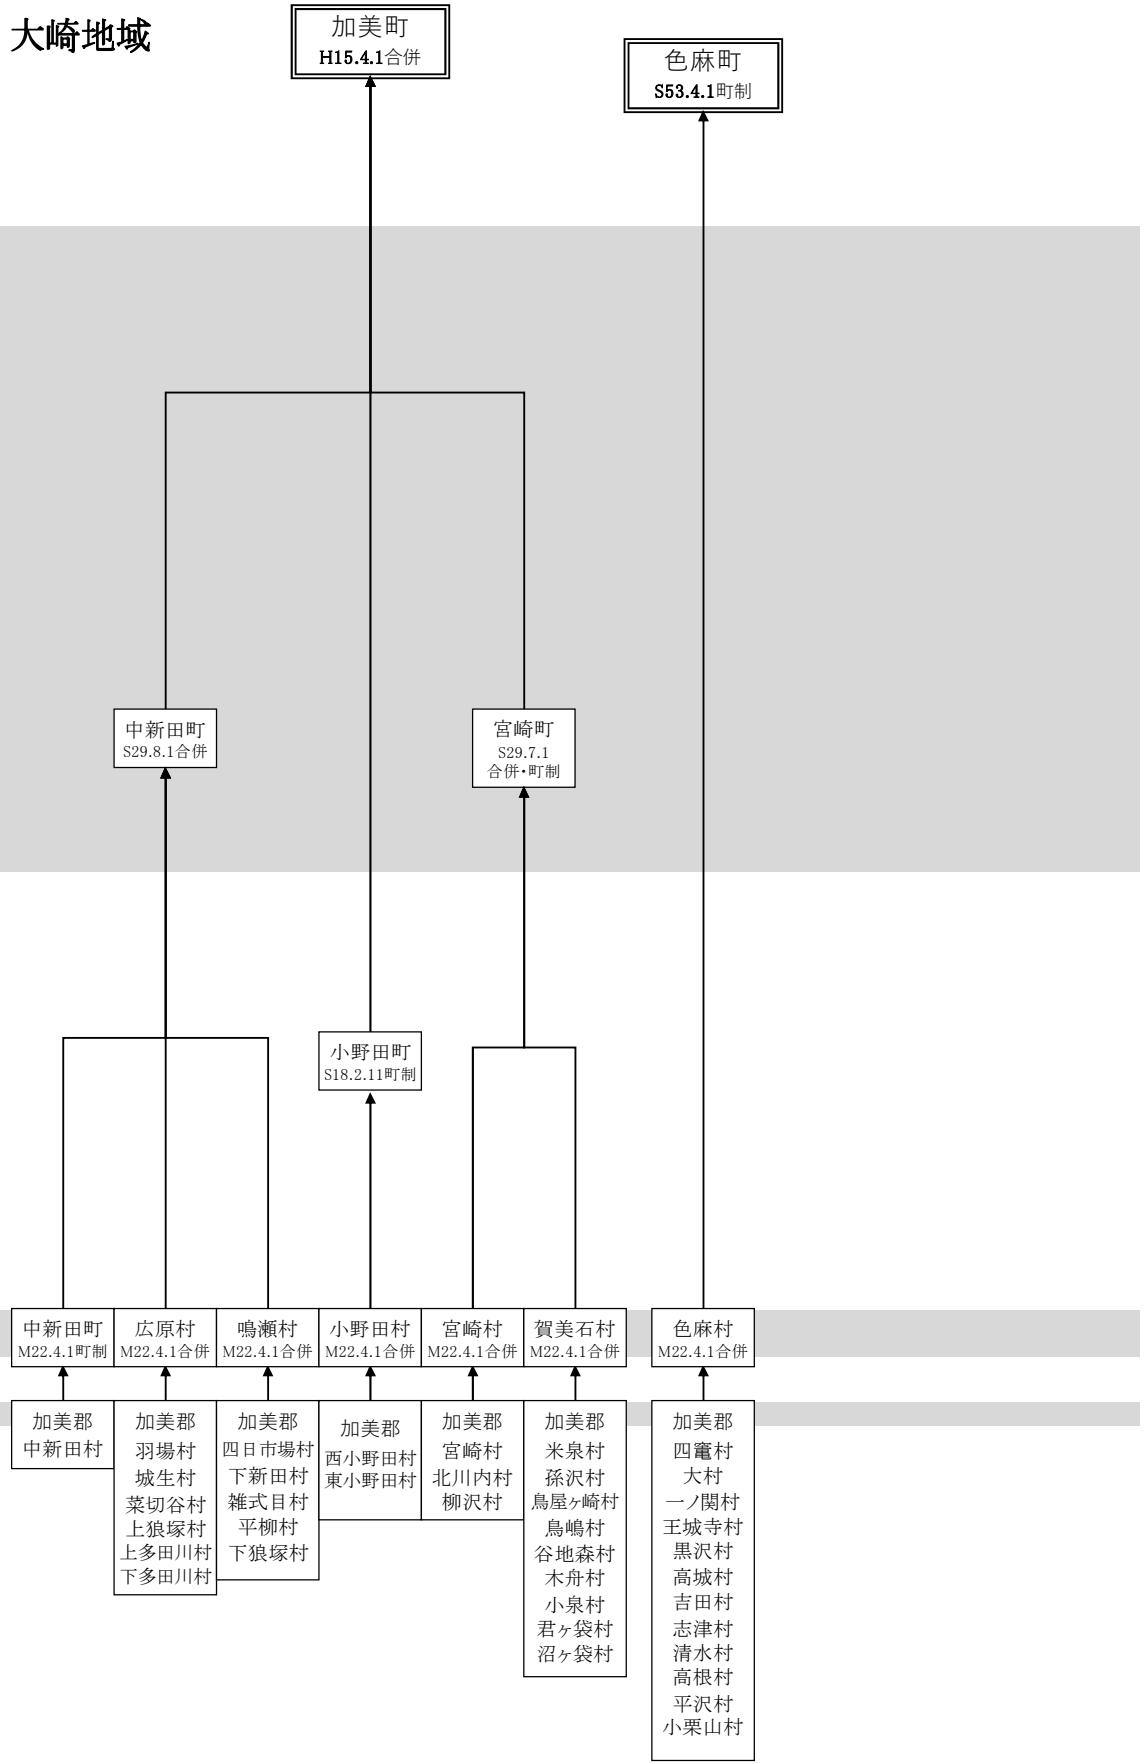 大崎地域
加美町
H15.4.1合併
色麻町
S53.4.1町制
中新田町
S29.8.1合併
宮崎町
S29.7.1
合併・町制
小野田町
S18.2.11町制
中新田町
M22.4.1町制
広原村
M22.4.1合併
鳴瀬村
M22.4.1合併
小野田村
M22.4.1合併
宮崎村
M22.4.1合併
賀美石村
M22.4.1合併
色麻村
M22.4.1合併
加美郡
中新田村
加美郡
羽場村
城生村
菜切谷村
上狼塚村
上多田川村
下多田川村
加美郡
四日市場村
下新田村
雑式目村
平柳村
下狼塚村
加美郡
西小野田村
東小野田村
加美郡
宮崎村
北川内村
柳沢村
加美郡
米泉村
孫沢村
鳥屋ヶ崎村
鳥嶋村
谷地森村
木舟村
小泉村
君ヶ袋村
沼ヶ袋村
加美郡
四竃村
大村
一ノ関村
王城寺村
黒沢村
高城村
吉田村
志津村
清水村
高根村
平沢村
小栗山村